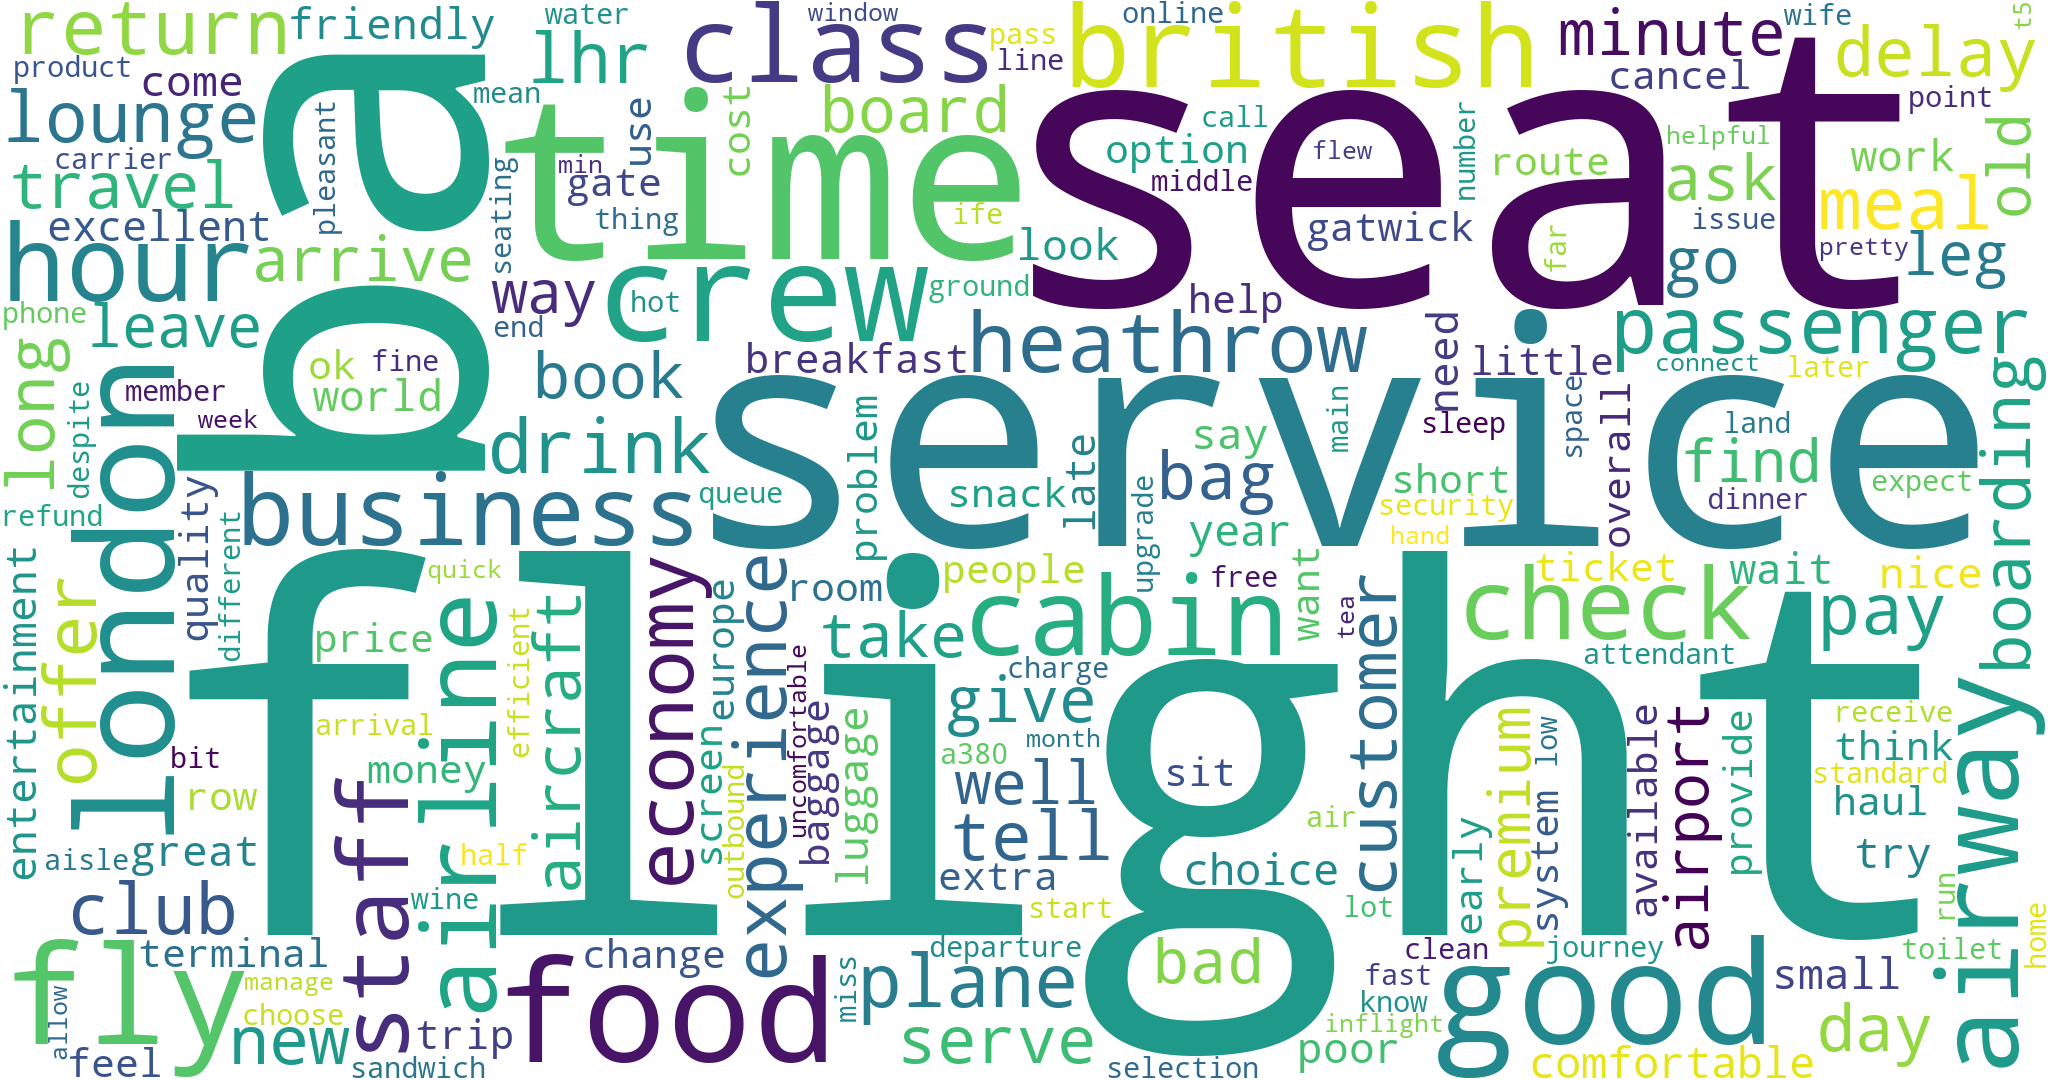 return
friendly
water
class
window
online
british
minute
wife
t5
product
come
lhr
pass
line
cancel
delay
mean
point
lounge
pleasant
ba
time
use
cost
board
seat
call
option
number
helpful
old
carrier
min
flew
route
ask
work
travel
seating
gate
middle
meal
excellent
thing
ife
gatwick
issue
hour
arrive
crew
look
far
go
pretty
leg
way
hot
ground
help
phone
leave
end
heathrow
need
passenger
long
ok
fine
breakfast
little
connect
later
member
world
book
despite
london
week
drink
service
problem
main
say
sleep
space
overall
land
boarding
business
queue
snack
late
bag
short
find
expect
quality
upgrade
security
dinner
refund
different
year
hand
flight
quick
economy
experience
people
want
free
customer
check
ticket
wait
nice
entertainment
offer
price
airline
efficient
aircraft
europe
room
take
cabin
tea
pay
attendant
uncomfortable
charge
arrival
screen
baggage
luggage
give
month
premium
system
low
available
airport
provide
receive
airway
bit
money
a380
sit
think
row
outbound
well
standard
staff
air
haul
aisle
great
half
tell
early
try
choice
club
wine
extra
start
lot
run
home
fly
terminal
change
departure
bad
clean
journey
toilet
manage
food
miss
plane
fast
good
small
allow
choose
know
new
trip
serve
inflight
day
feel
sandwich
selection
poor
comfortable